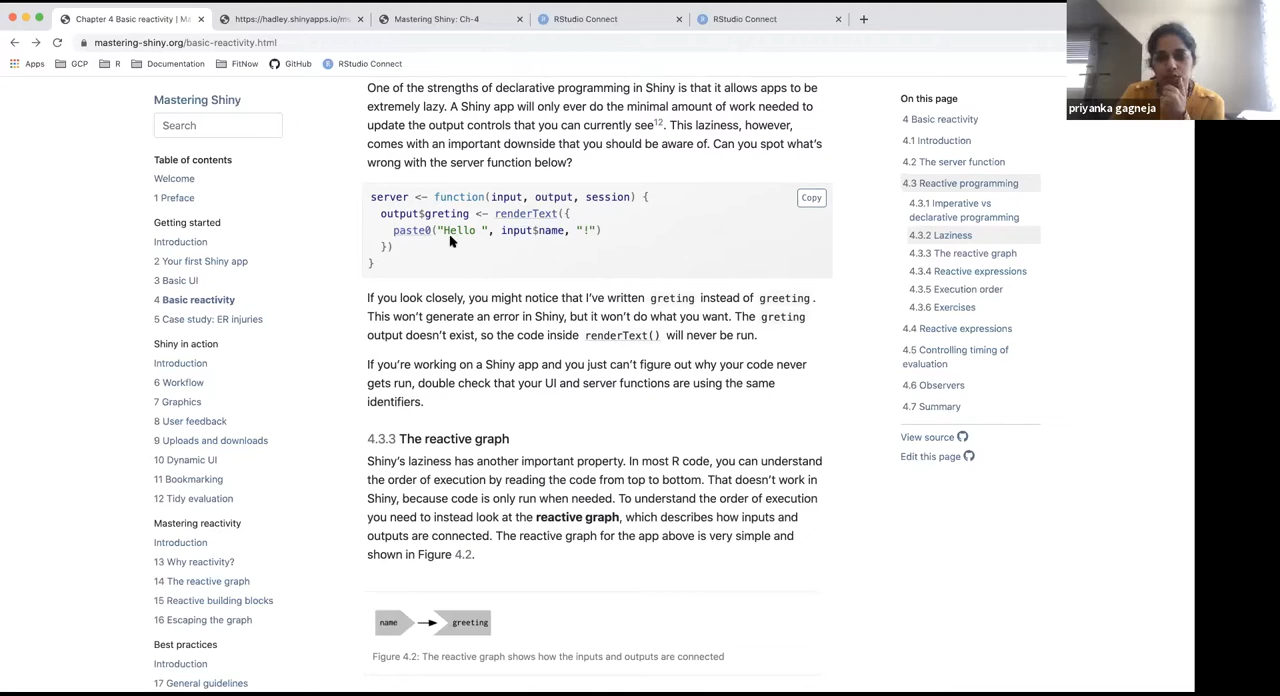 Chapter 4 Basic reactivity | Ma
https://hadley.shinyapps.io/m
Mastering Shiny: Ch-4
RStudio Connect
RStudio Connect
mastering-shiny.org/basic-reactivity.html
Apps
GCP
R
Documentation
FitNow
GitHub
RStudio Connect
priyanka gagneja
Mastering Shiny
Search
Table of contents
Welcome
1 Preface
Getting started
Introduction
2 Your first Shiny app
3 Basic UI
4 Basic reactivity
5 Case study: ER injuries
Shiny in action
Introduction
6 Workflow
7 Graphics
8 User feedback
9 Uploads and downloads
10 Dynamic UI
11 Bookmarking
12 Tidy evaluation
Mastering reactivity
Introduction
13 Why reactivity?
14 The reactive graph
15 Reactive building blocks
16 Escaping the graph
Best practices
Introduction
17 General guidelines
One of the strengths of declarative programming in Shiny is that it allows apps to be
extremely lazy. A Shiny app will only ever do the minimal amount of work needed to
update the output controls that you can currently see12. This laziness, however,
comes with an important downside that you should be aware of. Can you spot what's
wrong with the server function below?
server <- function(input, output, session) {
output$greting <- renderText({
paste0("Hello ", input$name, "!")
})
}
Copy
If you look closely, you might notice that I've written greting instead of greeting.
This won't generate an error in Shiny, but it won't do what you want. The greting
output doesn't exist, so the code inside renderText() will never be run.
If you're working on a Shiny app and you just can't figure out why your code never
gets run, double check that your UI and server functions are using the same
identifiers.
4.3.3 The reactive graph
Shiny's laziness has another important property. In most R code, you can understand
the order of execution by reading the code from top to bottom. That doesn't work in
Shiny, because code is only run when needed. To understand the order of execution
you need to instead look at the reactive graph, which describes how inputs and
outputs are connected. The reactive graph for the app above is very simple and
shown in Figure 4.2.
name
greeting
Figure 4.2: The reactive graph shows how the inputs and outputs are connected
On this page
4 Basic reactivity
4.1 Introduction
4.2 The server function
4.3 Reactive programming
4.3.1 Imperative vs
declarative programming
4.3.2 Laziness
4.3.3 The reactive graph
4.3.4 Reactive expressions
4.3.5 Execution order
4.3.6 Exercises
4.4 Reactive expressions
4.5 Controlling timing of
evaluation
4.6 Observers
4.7 Summary
View source
Edit this page